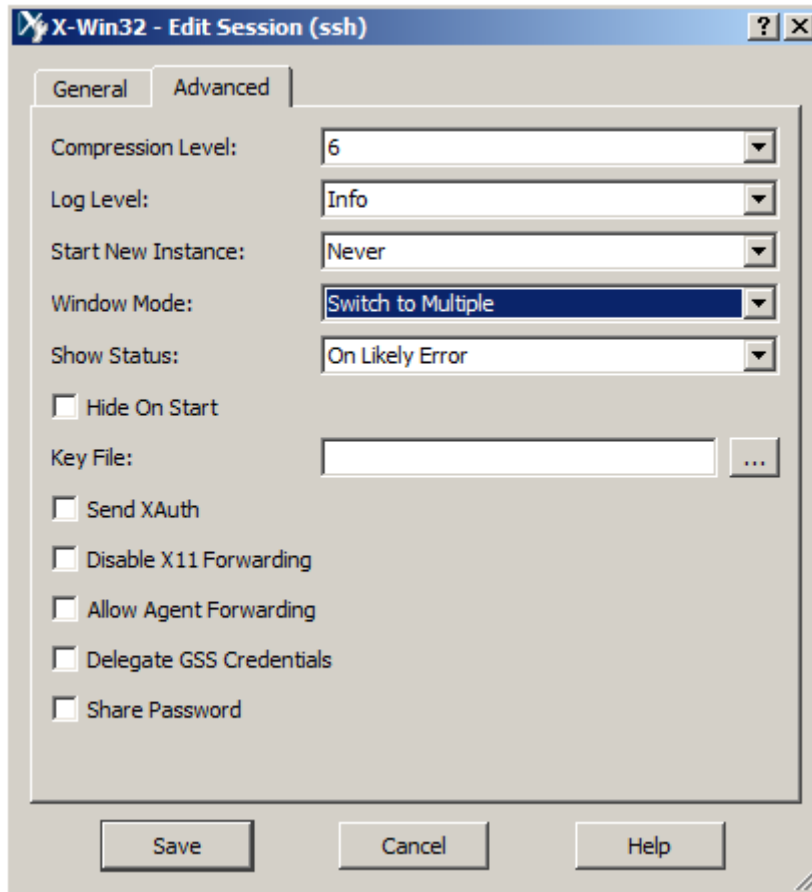 X-Win32 - Edit Session (ssh)
General Advanced
Compression Level: 6
Log Level: Info
Start New Instance: Never
Window Mode: Switch to Multiple
Show Status: On Likely Error
Hide On Start
Key File: ...
Send XAuth
Disable X11 Forwarding
Allow Agent Forwarding
Delegate GSS Credentials
Share Password
Save Cancel Help